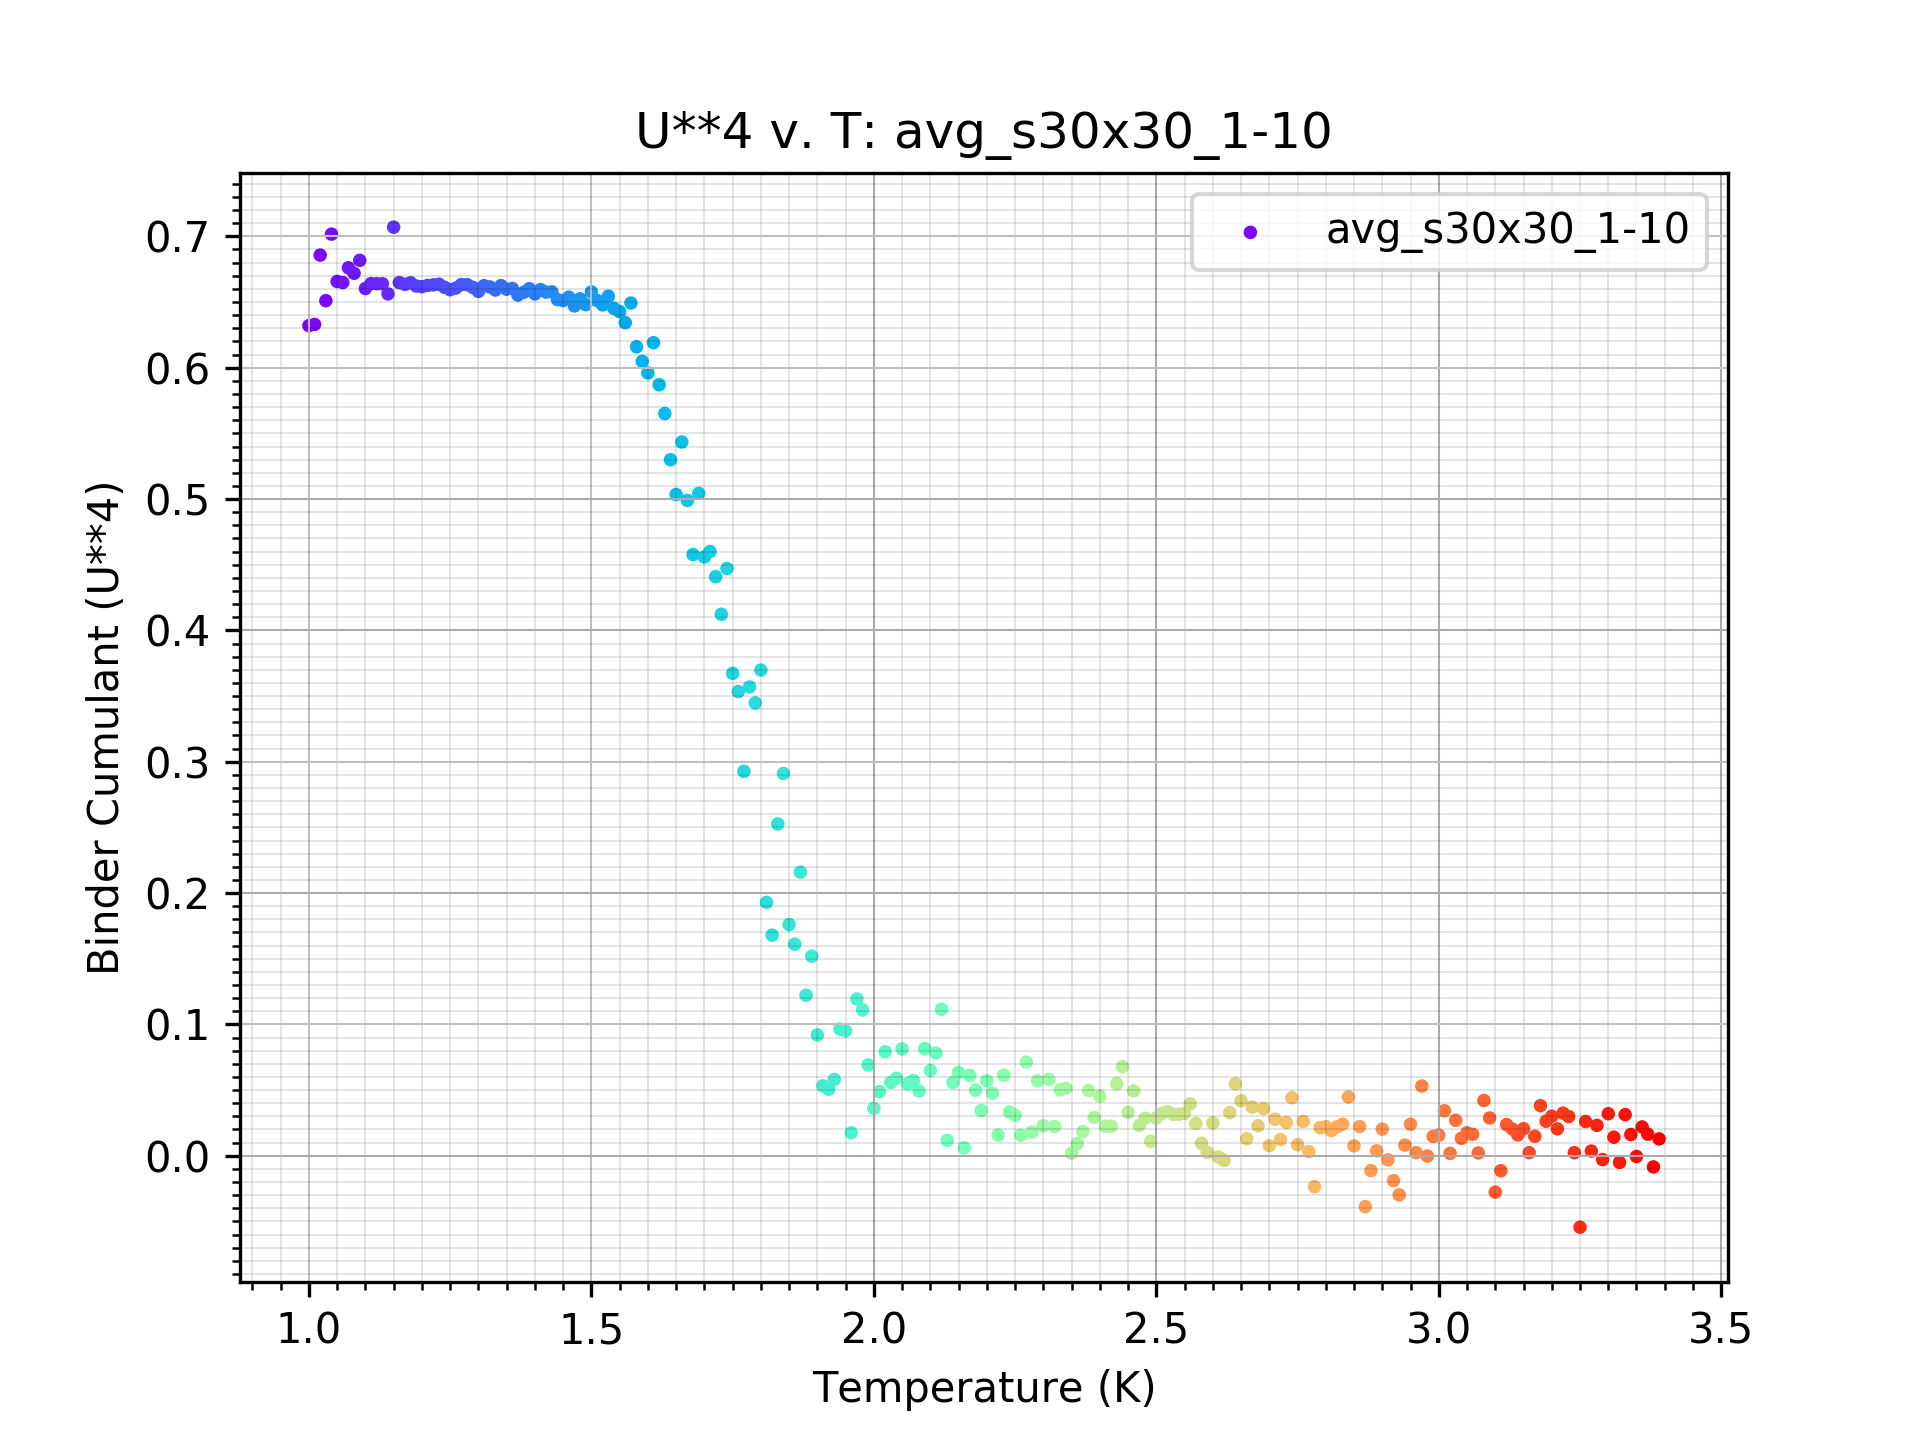 U**4 v. T: avg_s30x30_1-10
avg_s30x30_1-10
Binder Cumulant (U**4)
0.7
0.6
0.5
0.4
0.3
0.2
0.1
0.0
1.0 1.5 2.0 2.5 3.0 3.5
Temperature (K)